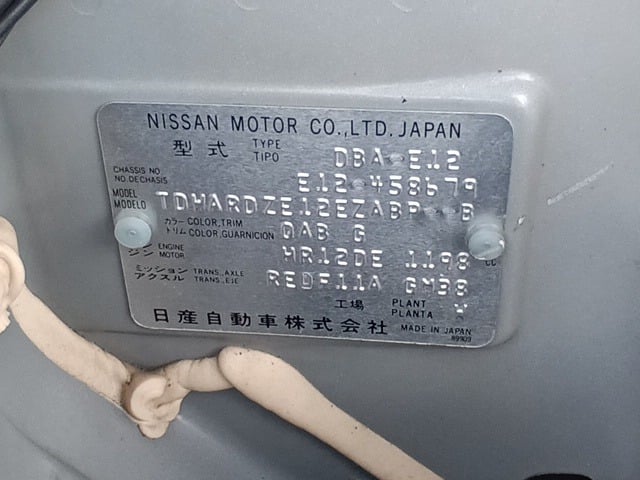 NISSAN MOTOR CO.,LTD. JAPAN
型式 TYPE TIPO DBA-E12
CHASSIS NO NO.DECHASIS E12-458679
MODEL MODELO TDHARDZE12EZABP--B
カラー トリム COLOR,TRIM COLOR,GUARNICION QAB G
ジン ENGINE MOTOR HR12DE 1198 CC
ミッション アクスル TRANS.,AXLE TRANS.,EJE REDF11A GM38
工場 PLANT PLANTA
日産自動車株式会社 MADE IN JAPAN